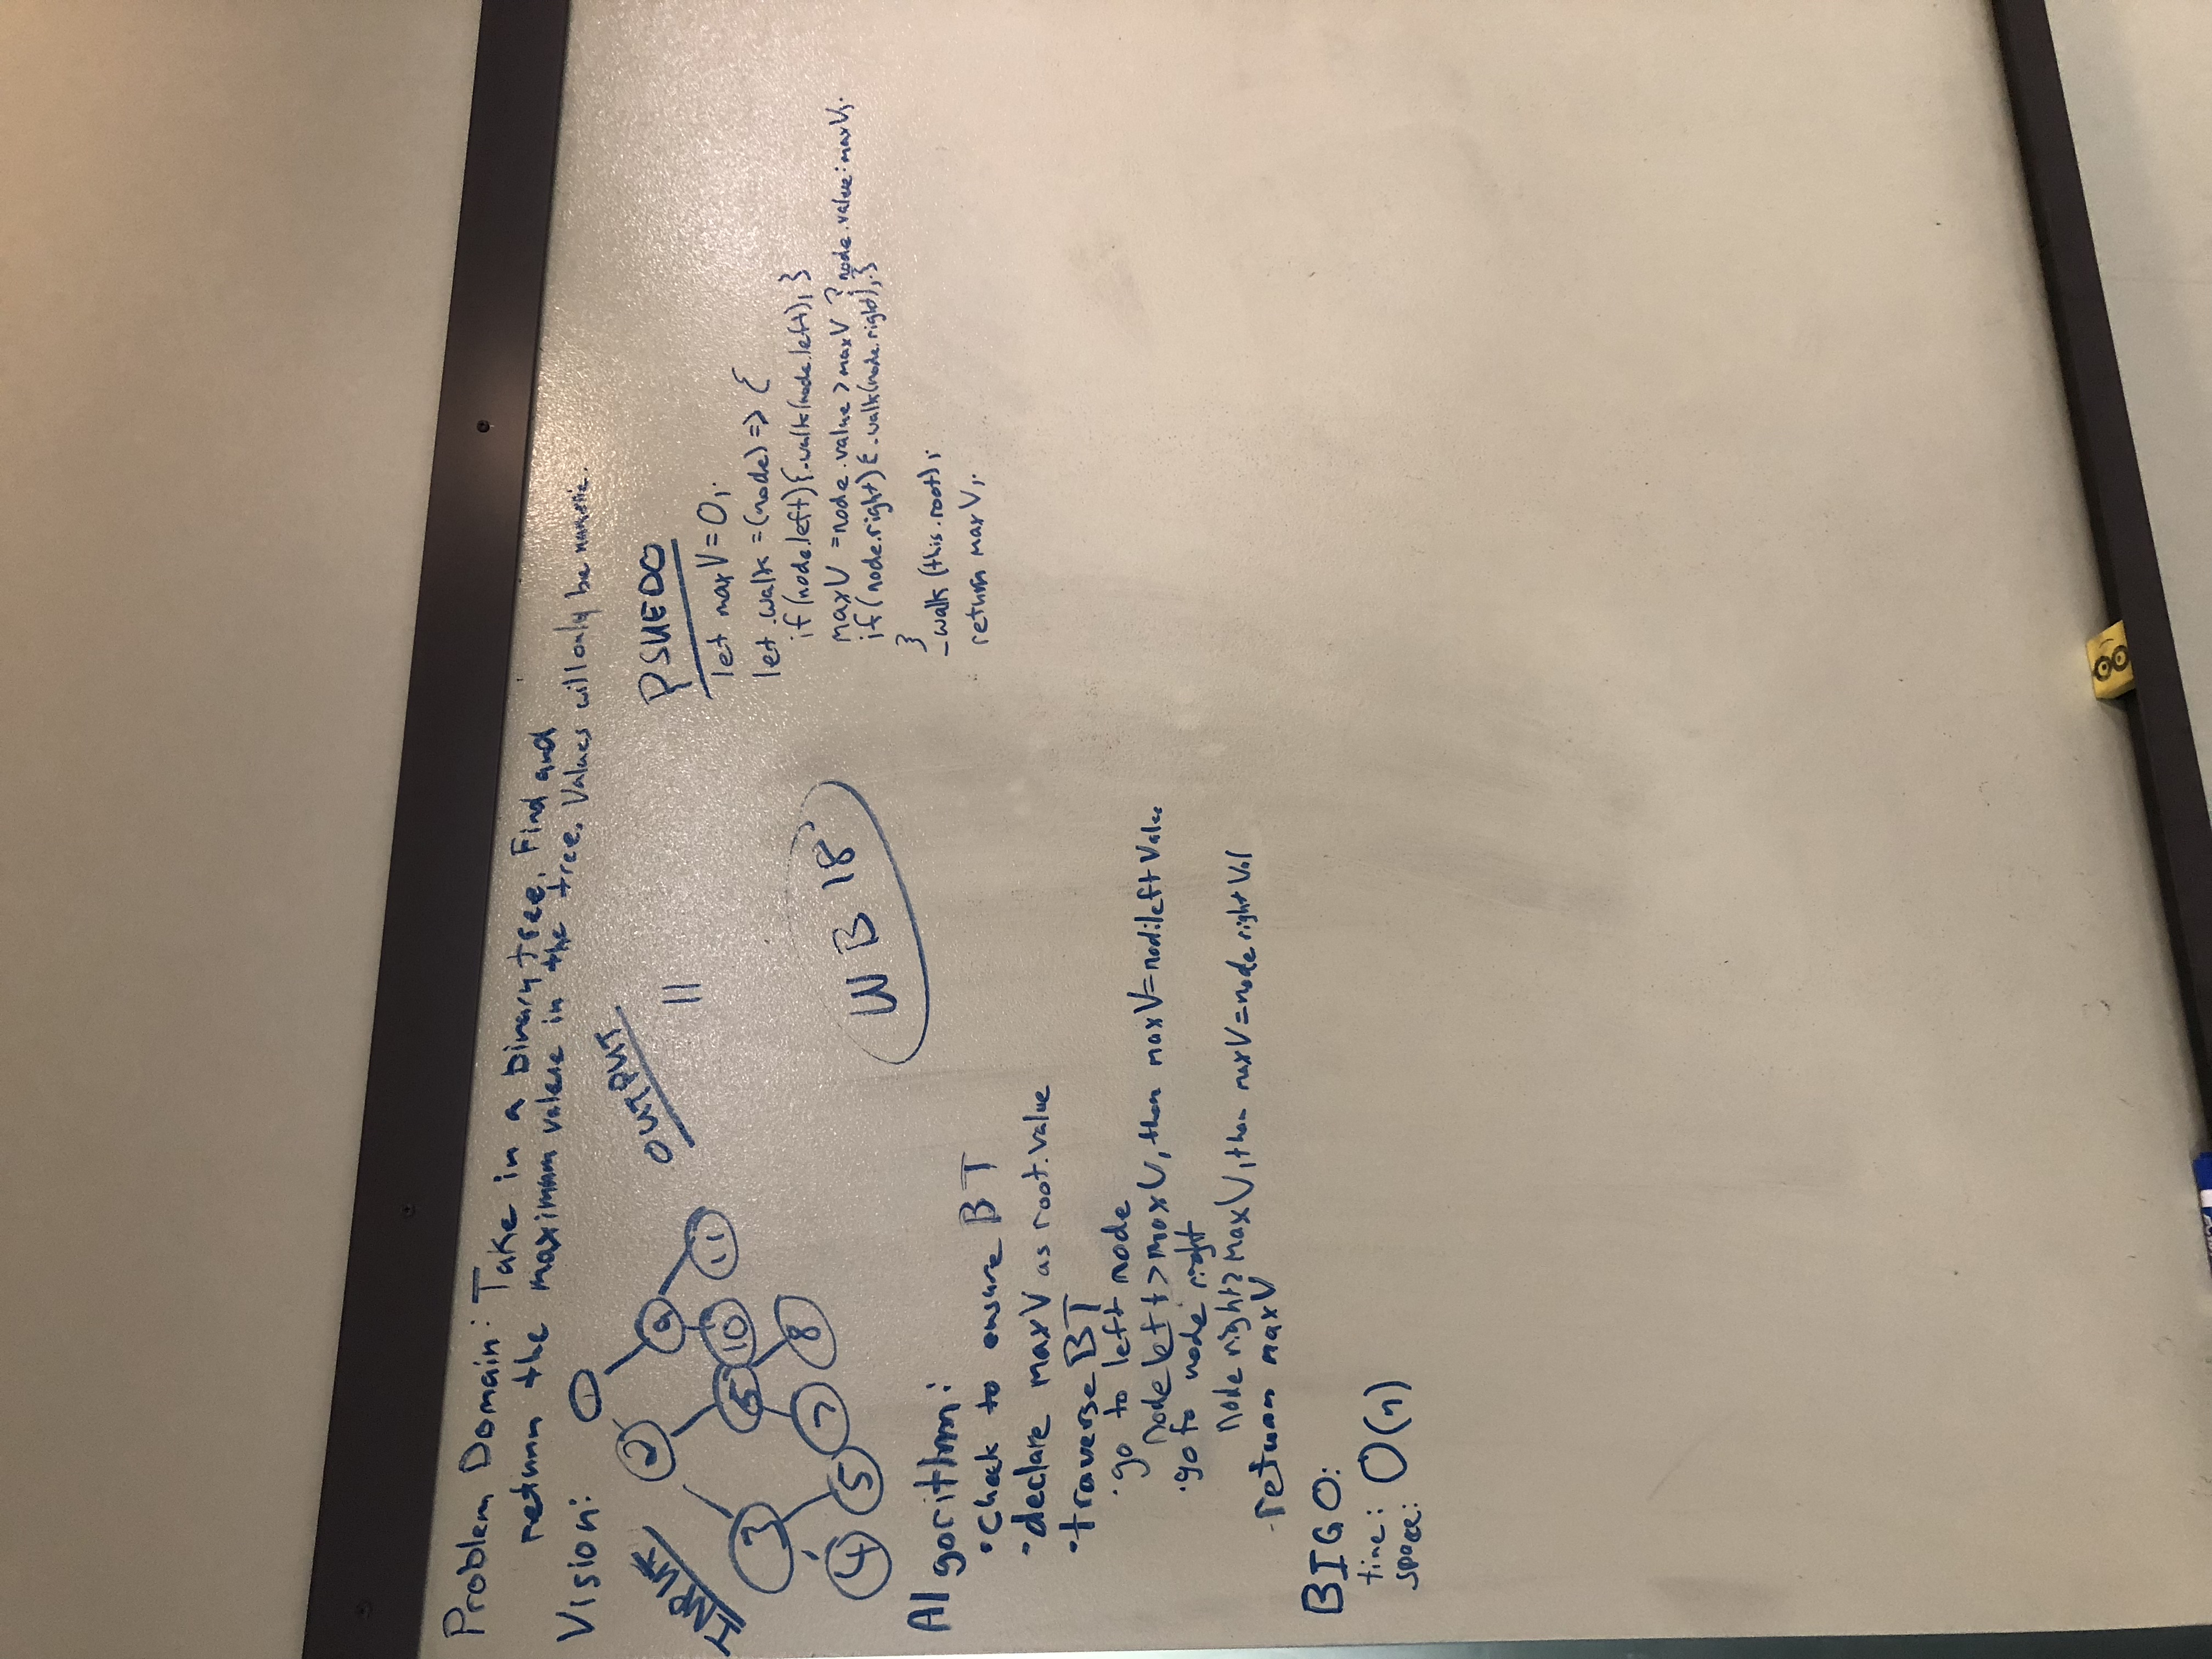 Problem Domain: Take in a binary tree. Find and
return the maximum value in the tree. Values will only be numeric.
Vision:
INPUT
1
2
9
3
6
10
11
4
5
7
8
OUTPUT
11
WB 18
Algorithm:
• Check to ensure BT
• declare maxV as root.value
• traverse BT
• go to left node
Node left > maxV, then maxV = node.left Value
• go to node right
Node right > maxV, then maxV = node right Val
- return maxV
BIG O:
time: O(n)
space:
PSUEDO
let maxV = 0;
let _walk = (node) => {
if (node.left) { _walk(node.left); }
maxV = node.value > maxV ? node.value : maxV;
if (node.right) { _walk(node.right); }
}
_walk (this.root);
return maxV;